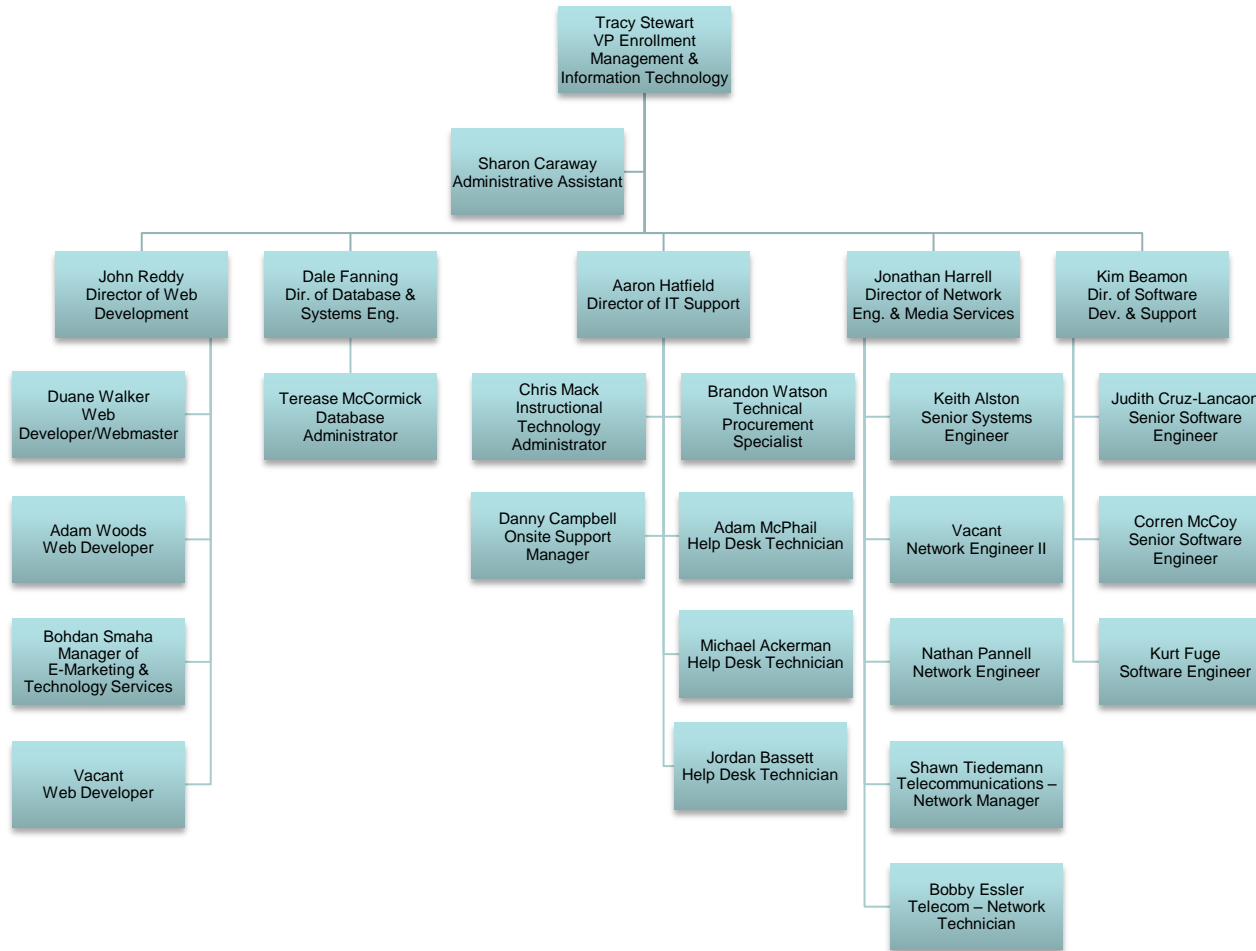 Tracy Stewart
VP Enrollment
Management &
Information Technology
Sharon Caraway
Administrative Assistant
John Reddy
Director of Web
Development
Dale Fanning
Dir. of Database &
Systems Eng.
Aaron Hatfield
Director of IT Support
Jonathan Harrell
Director of Network
Eng. & Media Services
Kim Beamon
Dir. of Software
Dev. & Support
Duane Walker
Web
Developer/Webmaster
Adam Woods
Web Developer
Bohdan Smaha
Manager of
E-Marketing &
Technology Services
Vacant
Web Developer
Terease McCormick
Database
Administrator
Chris Mack
Instructional
Technology
Administrator
Danny Campbell
Onsite Support
Manager
Brandon Watson
Technical
Procurement
Specialist
Adam McPhail
Help Desk Technician
Michael Ackerman
Help Desk Technician
Jordan Bassett
Help Desk Technician
Keith Alston
Senior Systems
Engineer
Vacant
Network Engineer II
Nathan Pannell
Network Engineer
Shawn Tiedemann
Telecommunications –
Network Manager
Bobby Essler
Telecom – Network
Technician
Judith Cruz-Lancaon
Senior Software
Engineer
Corren McCoy
Senior Software
Engineer
Kurt Fuge
Software Engineer